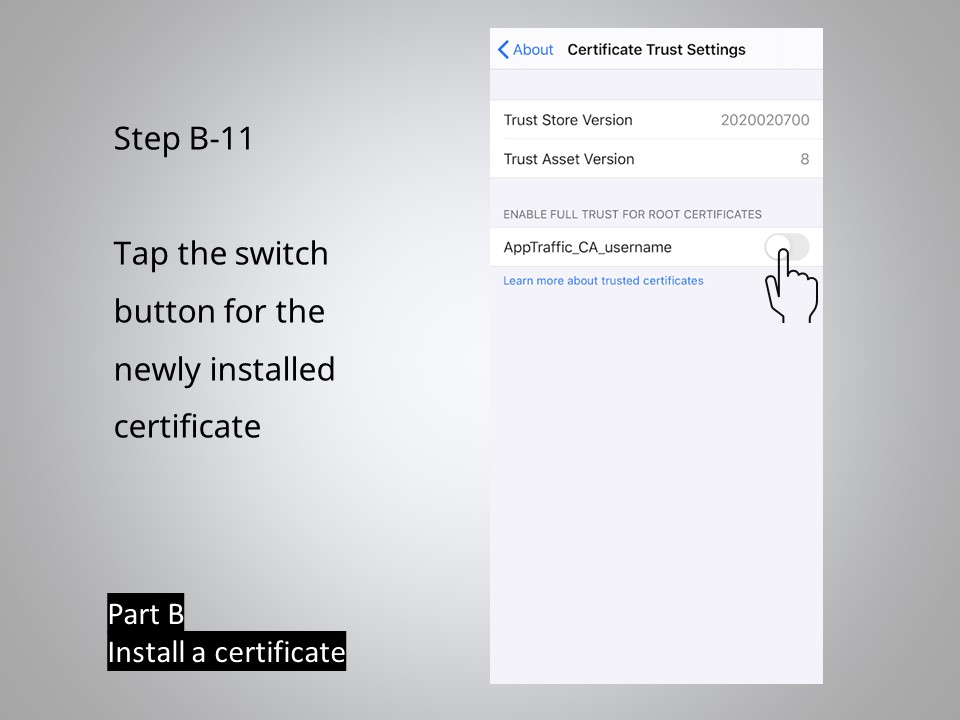 Step B-11
Tap the switch
button for the
newly installed
certificate
Part B
Install a certificate
About Certificate Trust Settings
Trust Store Version 2020020700
Trust Asset Version 8
ENABLE FULL TRUST FOR ROOT CERTIFICATES
AppTraffic_CA_username
Learn more about trusted certificates